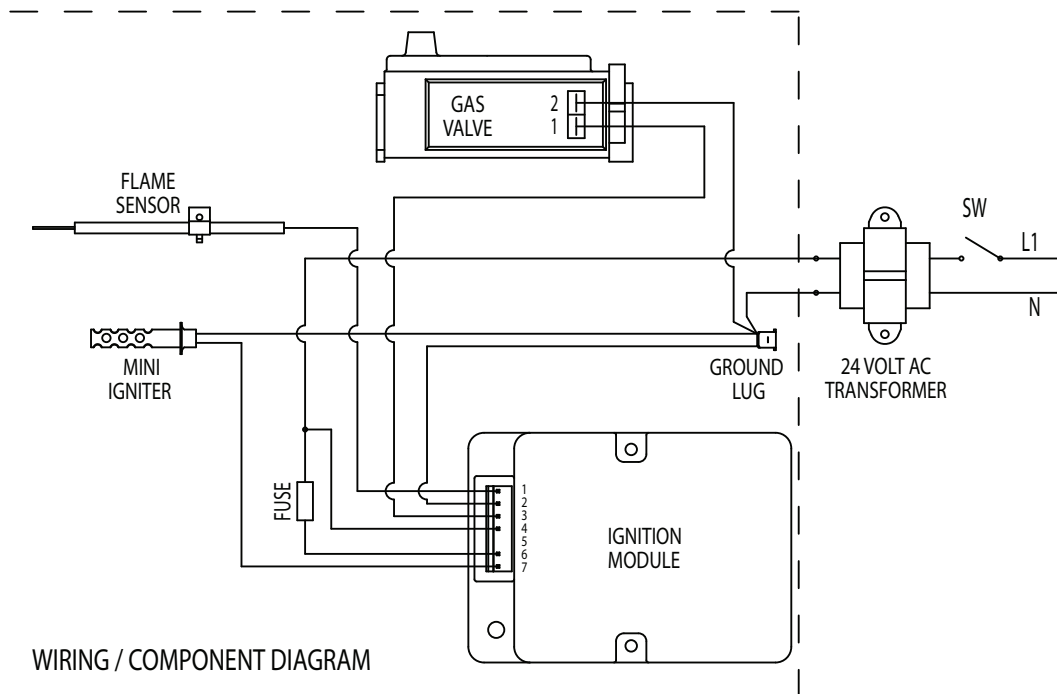 GAS
VALVE
2
1
FLAME
SENSOR
SW
L1
N
MINI
IGNITER
GROUND
LUG
24 VOLT AC
TRANSFORMER
FUSE
1
2
3
4
5
6
7
IGNITION
MODULE
WIRING / COMPONENT DIAGRAM